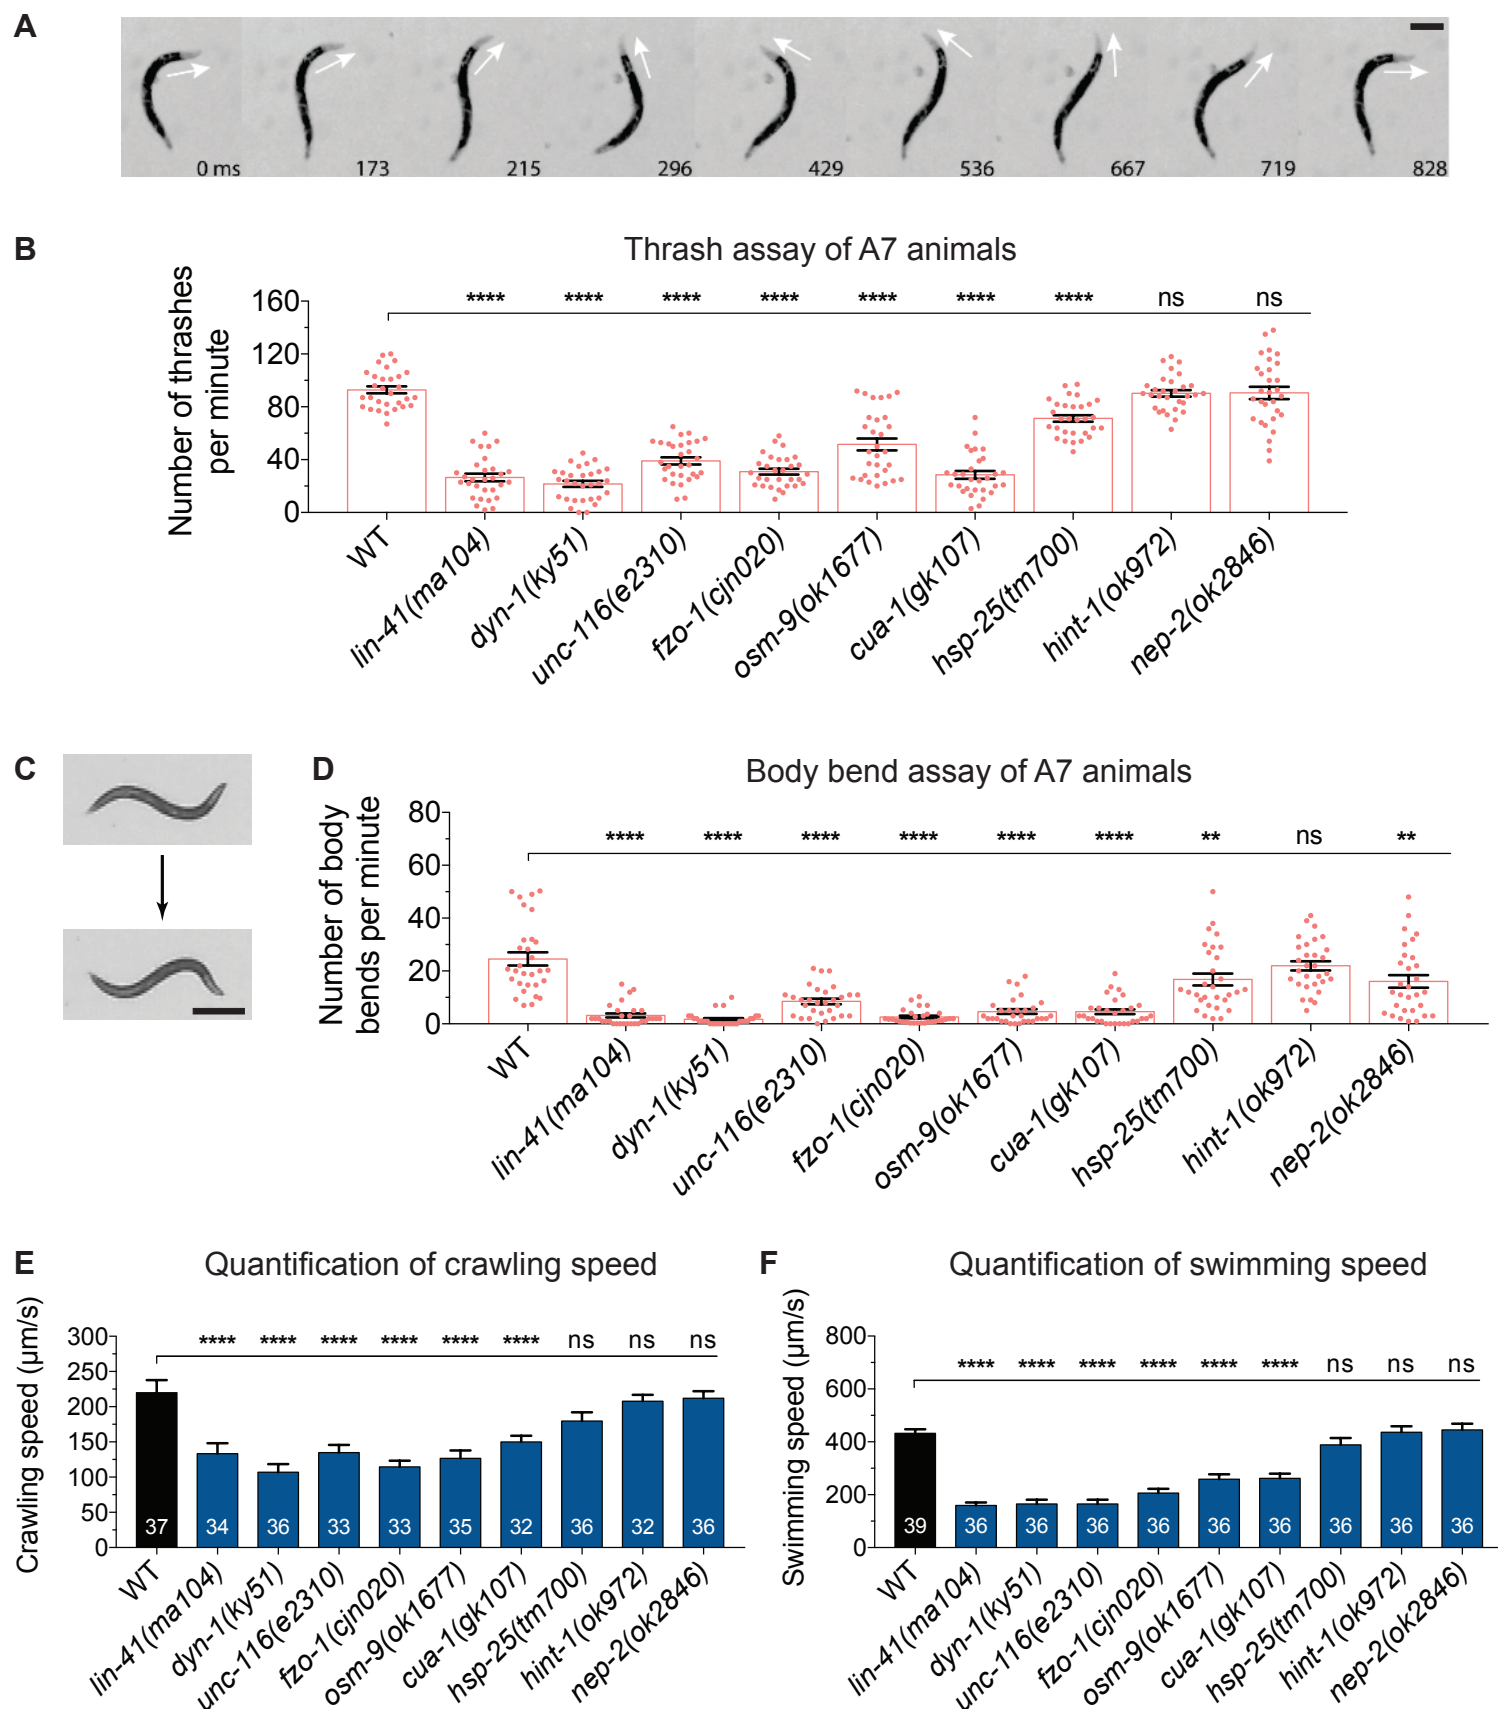 A
0 ms 173 215 296 429 536 667 719 828
B
Thrash assay of A7 animals
Number of thrashes
per minute
160
120
80
40
0
**** **** **** **** **** **** **** ns ns
WT
lin-41(ma104)
dyn-1(ky51)
unc-116(e2310)
fzo-1(cjn020)
osm-9(ok1677)
cua-1(gk107)
hsp-25(tm700)
hint-1(ok972)
nep-2(ok2846)
C
D
Body bend assay of A7 animals
Number of body
bends per minute
80
60
40
20
0
**** **** **** **** **** **** ** ns **
WT
lin-41(ma104)
dyn-1(ky51)
unc-116(e2310)
fzo-1(cjn020)
osm-9(ok1677)
cua-1(gk107)
hsp-25(tm700)
hint-1(ok972)
nep-2(ok2846)
E
Quantification of crawling speed
Crawling speed (µm/s)
300
250
200
150
100
50
0
**** **** **** **** **** **** ns ns ns
37 34 36 33 33 35 32 36 32 36
WT
lin-41(ma104)
dyn-1(ky51)
unc-116(e2310)
fzo-1(cjn020)
osm-9(ok1677)
cua-1(gk107)
hsp-25(tm700)
hint-1(ok972)
nep-2(ok2846)
F
Quantification of swimming speed
Swimming speed (µm/s)
800
600
400
200
0
**** **** **** **** **** **** ns ns ns
39 36 36 36 36 36 36 36 36 36
WT
lin-41(ma104)
dyn-1(ky51)
unc-116(e2310)
fzo-1(cjn020)
osm-9(ok1677)
cua-1(gk107)
hsp-25(tm700)
hint-1(ok972)
nep-2(ok2846)